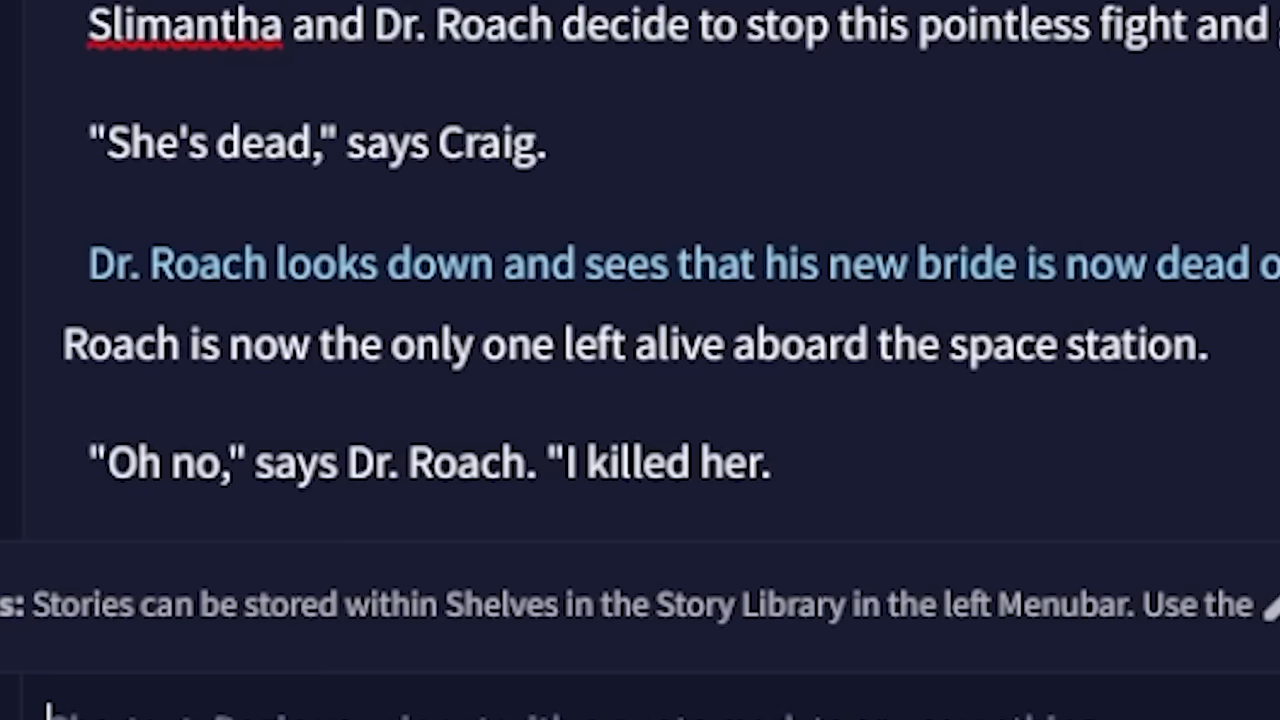 Slimantha and Dr. Roach decide to stop this pointless fight and
"She's dead," says Craig.
Dr. Roach looks down and sees that his new bride is now dead
Roach is now the only one left alive aboard the space station.
"Oh no," says Dr. Roach. "I killed her.
s: Stories can be stored within Shelves in the Story Library in the left Menubar. Use the